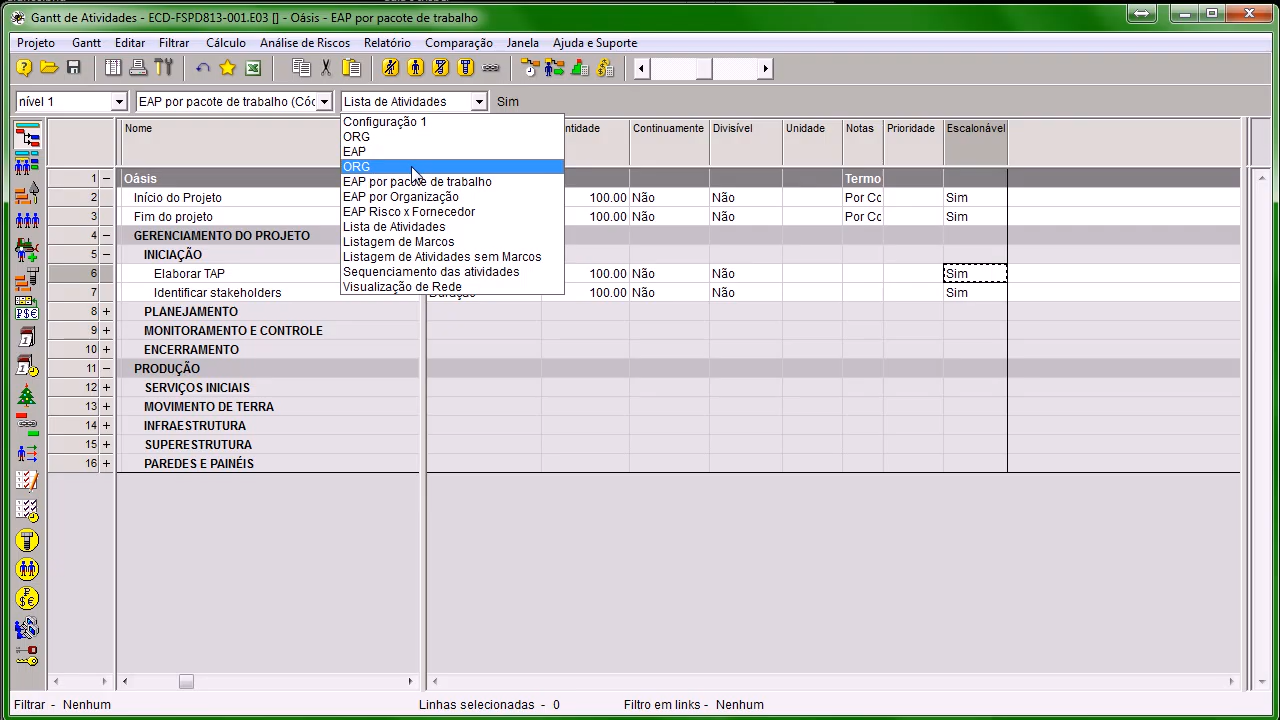 Gantt de Atividades - ECD-FSPD813-001.E03 [] - Oásis - EAP por pacote de trabalho
Projeto Gantt Editar Filtrar Cálculo Análise de Riscos Relatório Comparação Janela Ajuda e Suporte
nível 1 EAP por pacote de trabalho (Cóc Lista de Atividades Sim
Configuração 1
ORG
EAP
ORG
EAP por pacote de trabalho
EAP por Organização
EAP Risco x Fornecedor
Lista de Atividades
Listagem de Marcos
Listagem de Atividades sem Marcos
Sequenciamento das atividades
Visualização de Rede
Nome ntidade Continuamente Divisível Unidade Notas Prioridade Escalonável
1 Oásis Termo
2 Início do Projeto 100.00 Não Não Por Cc Sim
3 Fim do projeto 100.00 Não Não Por Cc Sim
4 GERENCIAMENTO DO PROJETO
5 INICIAÇÃO
6 Elaborar TAP 100.00 Não Não Sim
7 Identificar stakeholders Duração 100.00 Não Não Sim
8 PLANEJAMENTO
9 MONITORAMENTO E CONTROLE
10 ENCERRAMENTO
11 PRODUÇÃO
12 SERVIÇOS INICIAIS
13 MOVIMENTO DE TERRA
14 INFRAESTRUTURA
15 SUPERESTRUTURA
16 PAREDES E PAINÉIS
Filtrar - Nenhum Linhas selecionadas - 0 Filtro em links - Nenhum